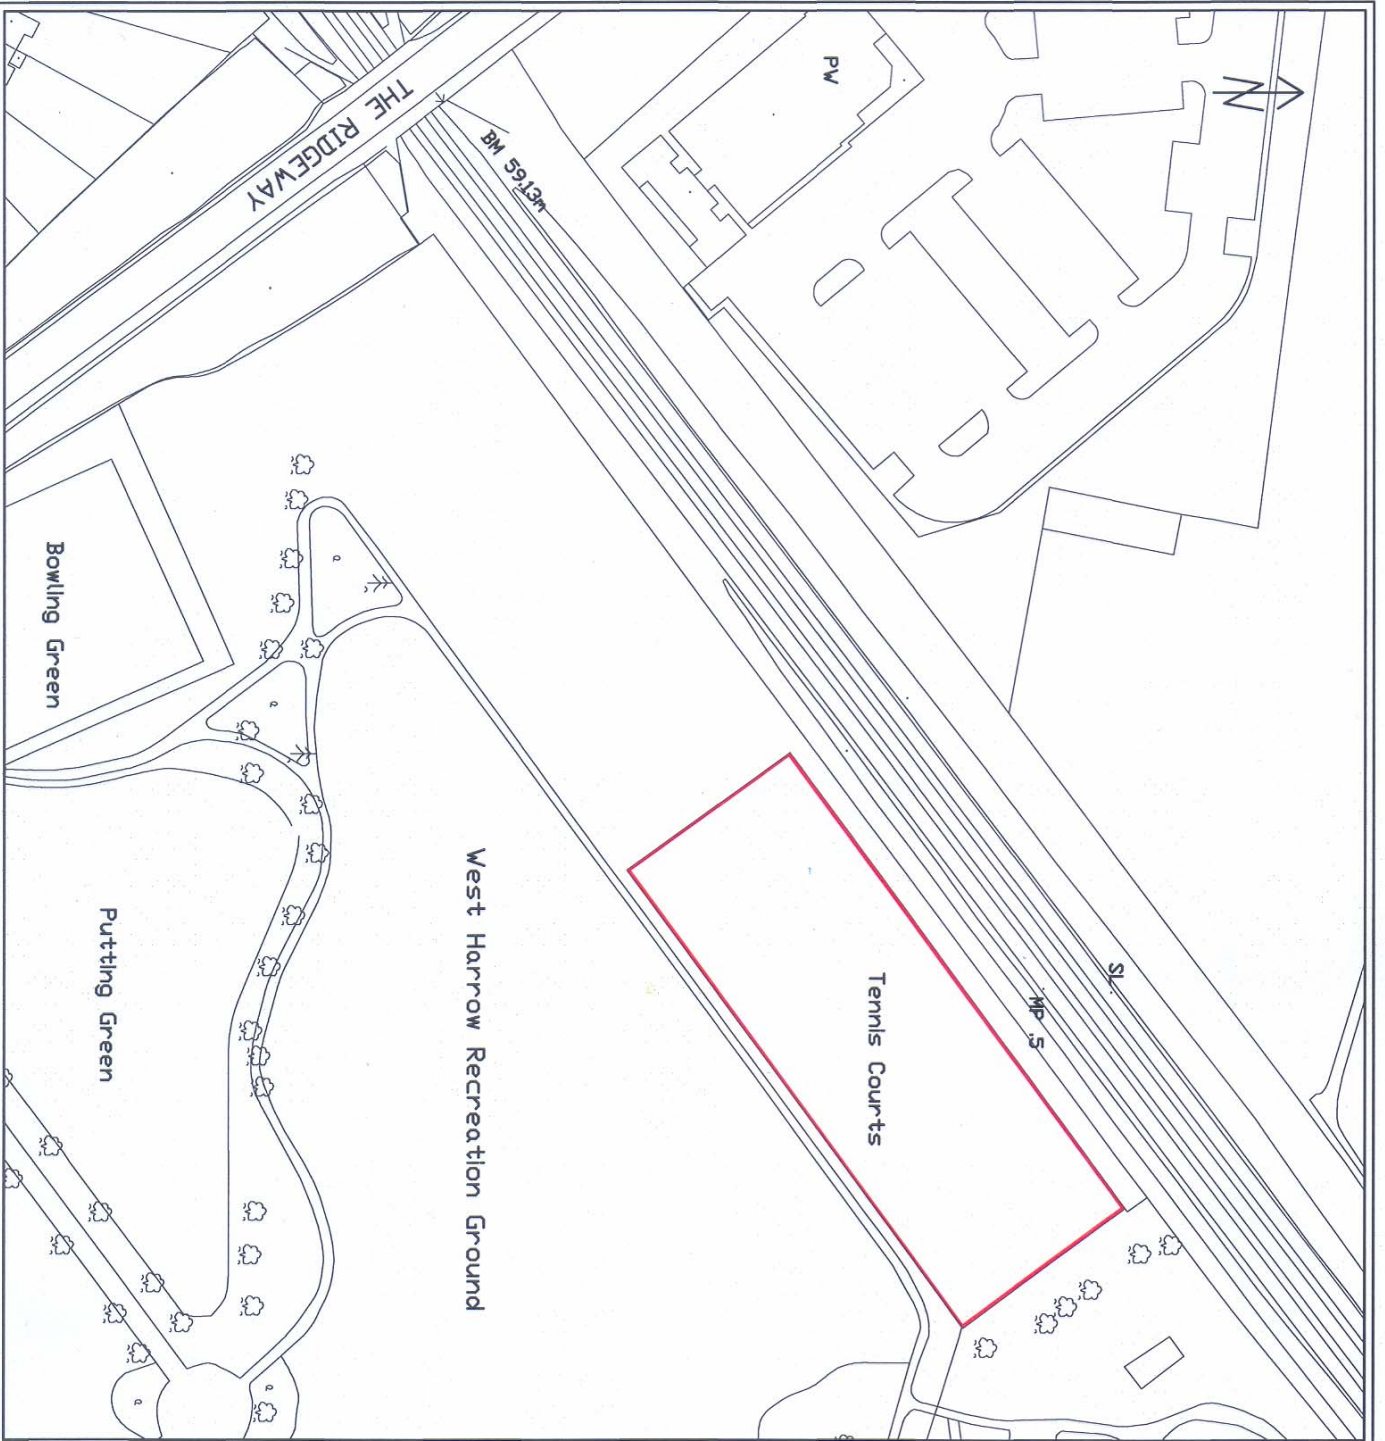 N
PW
THE RIDGEWAY
BM 59.13m
SL
MP .5
Tennis Courts
West Harrow Recreation Ground
Bowling Green
Putting Green